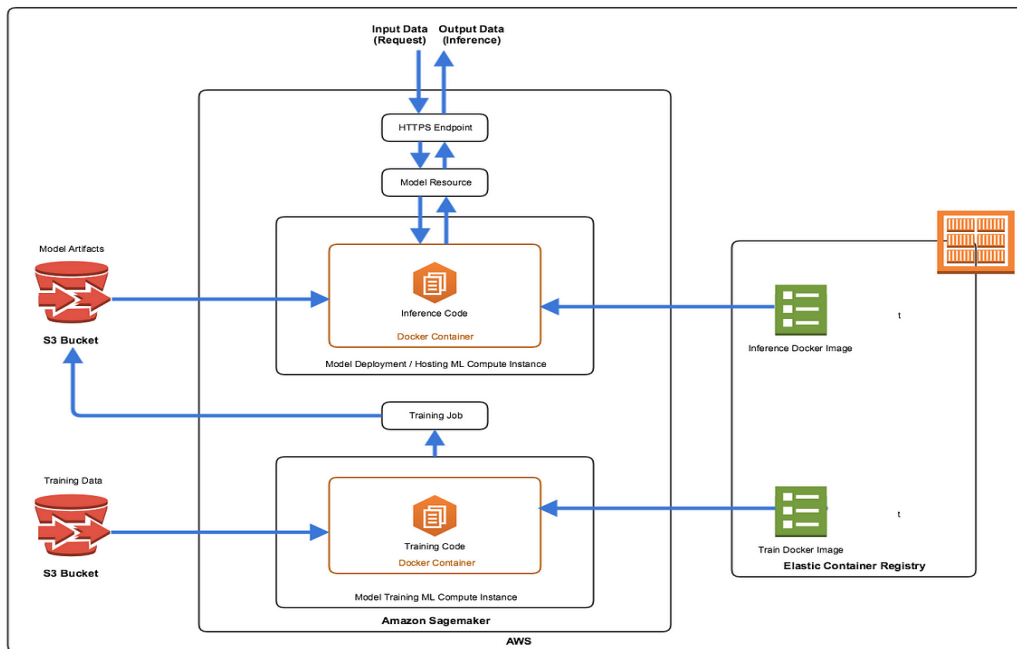 Input Data
(Request)
Output Data
(Inference)
HTTPS Endpoint
Model Resource
Model Artifacts
S3 Bucket
Inference Code
Docker Container
Model Deployment / Hosting ML Compute Instance
Inference Docker Image
t
Training Job
Training Data
S3 Bucket
Training Code
Docker Container
Model Training ML Compute Instance
Train Docker Image
t
Elastic Container Registry
Amazon Sagemaker
AWS